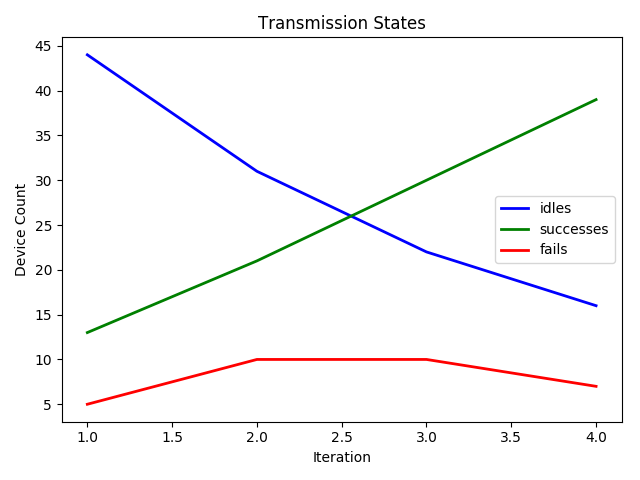 Transmission States
Device Count
45
40
35
30
25
20
15
10
5
idles
successes
fails
1.0 1.5 2.0 2.5 3.0 3.5 4.0
Iteration